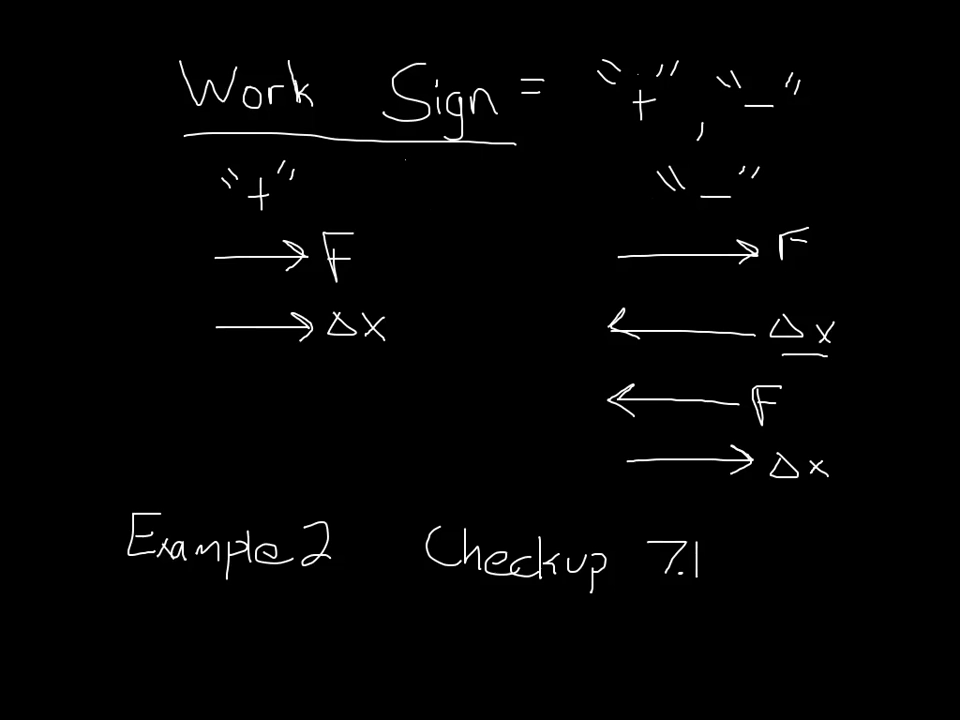 Work Sign = "+", "-"
"+" "-"
F F
Δx Δx
F
Δx
Example 2 Checkup 7.1